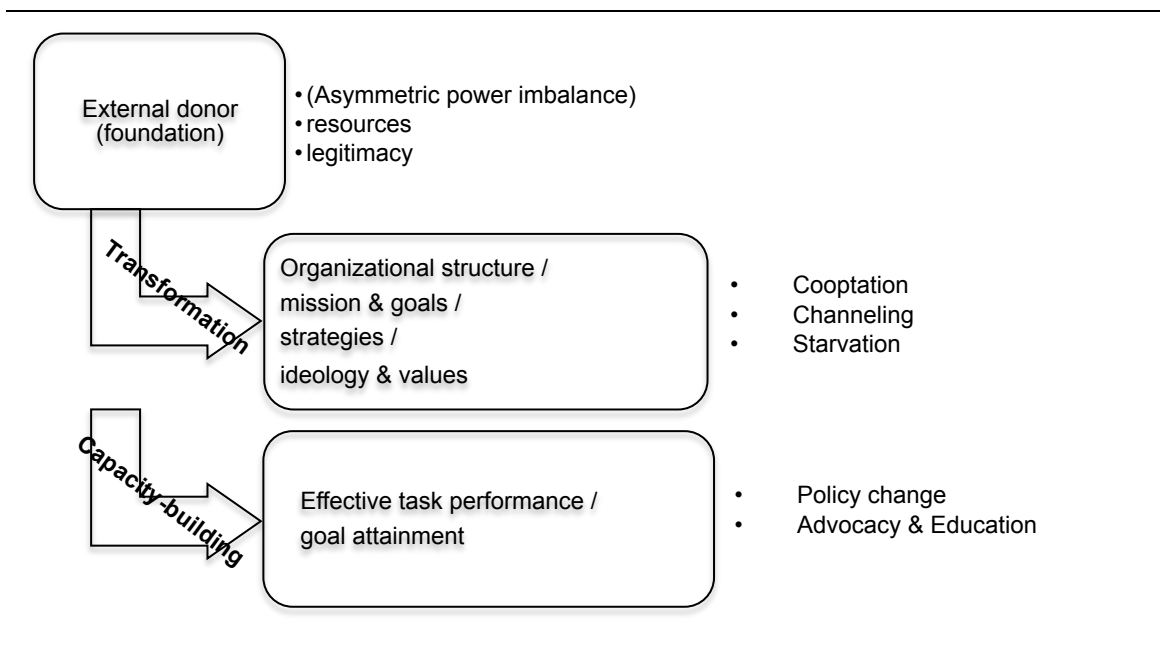 External donor
(foundation)
• (Asymmetric power imbalance)
• resources
• legitimacy
Transformation
Organizational structure /
mission & goals /
strategies /
ideology & values
• Cooptation
• Channeling
• Starvation
Capacity-building
Effective task performance /
goal attainment
• Policy change
• Advocacy & Education